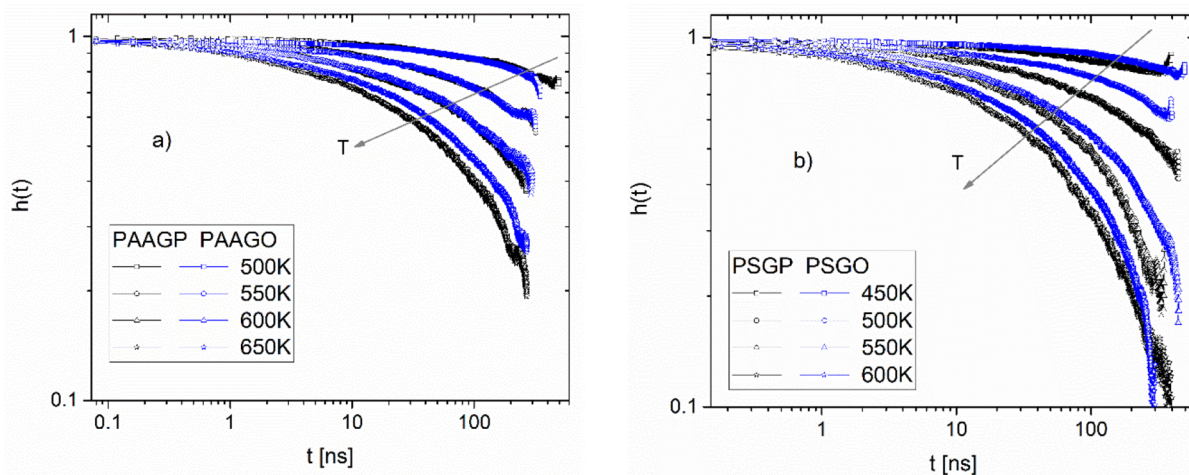 1
h(t)
0.1
a)
T
PAAGP PAAGO
500K
550K
600K
650K
0.1
1
10
100
t [ns]
1
h(t)
0.1
b)
T
PSGP PSGO
450K
500K
550K
600K
1
10
100
t [ns]